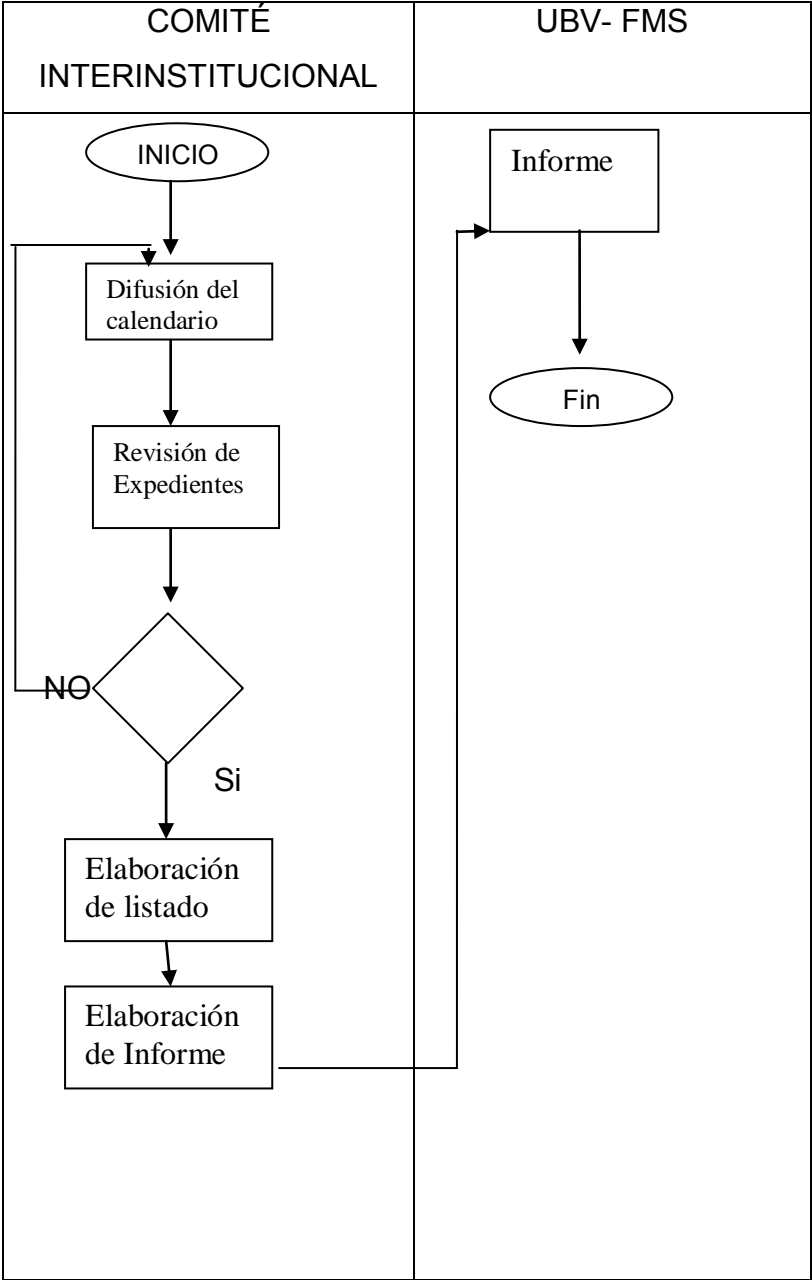 COMITÉ
INTERINSTITUCIONAL
UBV- FMS
INICIO
Difusión del
calendario
Revisión de
Expedientes
NO
Si
Elaboración
de listado
Elaboración
de Informe
Informe
Fin